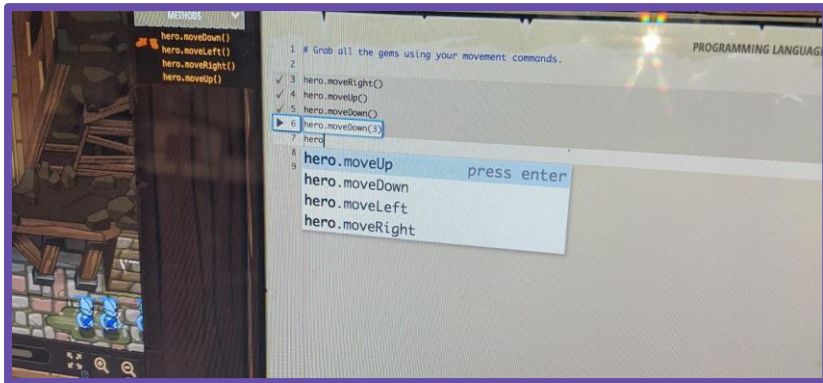 METHODS
hero.moveDown()
hero.moveLeft()
hero.moveRight()
hero.moveUp()
PROGRAMMING LANGUAG
1 # Grab all the gems using your movement commands.
2
3 hero.moveRight()
4 hero.moveUp()
5 hero.moveDown()
6 hero.moveDown(3)
7 hero
8
9
hero.moveUp press enter
hero.moveDown
hero.moveLeft
hero.moveRight